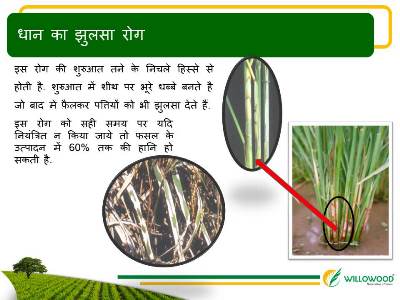 धान का झुलसा रोग
इस रोग की शुरुआत तने के निचले हिस्से से
होती है. शुरुआत में शीथ पर भूरे धब्बे बनते है
जो बाद मे फैलकर पत्तियों को भी झुलसा देते हैं.
इस रोग को सही समय पर यदि
नियंत्रित न किया जाये तो फसल के
उत्पादन में 60% तक की हानि हो
सकती है.
WILLOWOOD